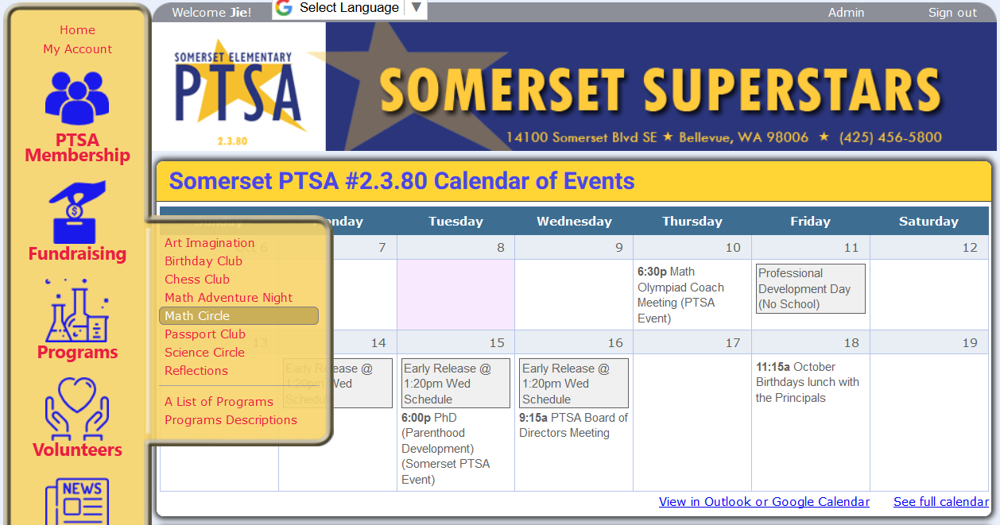 Welcome Jie!
Select Language ▼
Admin
Sign out
Home
My Account
PTSA
Membership
Fundraising
Programs
Volunteers
NEWS
SOMERSET ELEMENTARY
PTSA
2.3.80
SOMERSET SUPERSTARS
14100 Somerset Blvd SE ★ Bellevue, WA 98006 ★ (425) 456-5800
Somerset PTSA #2.3.80 Calendar of Events
Art Imagination
Birthday Club
Chess Club
Math Adventure Night
Math Circle
Passport Club
Science Circle
Reflections
A List of Programs
Programs Descriptions
Sunday
onday
Tuesday
Wednesday
Thursday
Friday
Saturday
Oct 6
7
8
9
10
11
12
6:30p Math
Olympiad Coach
Meeting (PTSA
Event)
Professional
Development Day
(No School)
13
14
15
16
17
18
19
Early Release @
1:20pm Wed
Schedule
Early Release @
1:20pm Wed
Schedule
6:00p PhD
(Parenthood
Development)
(Somerset PTSA
Event)
Early Release @
1:20pm Wed
Schedule
9:15a PTSA Board of
Directors Meeting
11:15a October
Birthdays lunch with
the Principals
View in Outlook or Google Calendar
See full calendar